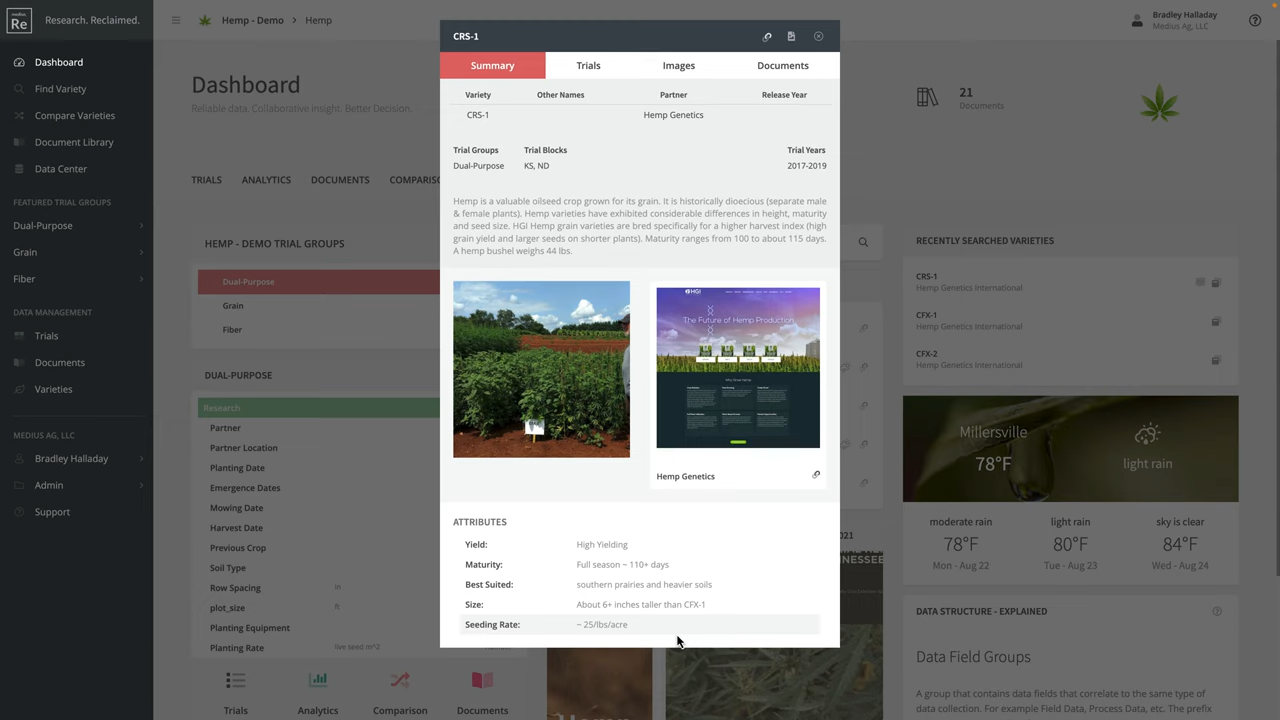 medius.
Re
Research. Reclaimed.
Hemp - Demo > Hemp
Bradley Halladay
Medius Ag, LLC
Dashboard
Find Variety
Compare Varieties
Document Library
Data Center
FEATURED TRIAL GROUPS
Dual-Purpose
Grain
Fiber
DATA MANAGEMENT
Trials
Documents
Varieties
MEDIUS AG, LLC
Bradley Halladay
Admin
Support
Dashboard
Reliable data. Collaborative insight. Better Decision.
TRIALS ANALYTICS DOCUMENTS COMPARIS
HEMP - DEMO TRIAL GROUPS
Dual-Purpose
Grain
Fiber
DUAL-PURPOSE
Research
Partner
Partner Location
Planting Date
Emergence Dates
Mowing Date
Harvest Date
Previous Crop
Soil Type
Row Spacing in
plot_size ft
Planting Equipment
Planting Rate live seed m^2
Trials Analytics Comparison Documents
CRS-1
Summary Trials Images Documents
Variety Other Names Partner Release Year
CRS-1 Hemp Genetics
Trial Groups Trial Blocks Trial Years
Dual-Purpose KS, ND 2017-2019
Hemp is a valuable oilseed crop grown for its grain. It is historically dioecious (separate male
& female plants). Hemp varieties have exhibited considerable differences in height, maturity
and seed size. HGI Hemp grain varieties are bred specifically for a higher harvest index (high
grain yield and larger seeds on shorter plants). Maturity ranges from 100 to about 115 days.
A hemp bushel weighs 44 lbs.
HGI
The Future of Hemp Production
Hemp Genetics
ATTRIBUTES
Yield: High Yielding
Maturity: Full season ~ 110+ days
Best Suited: southern prairies and heavier soils
Size: About 6+ inches taller than CFX-1
Seeding Rate: ~ 25/lbs/acre
21
Documents
RECENTLY SEARCHED VARIETIES
CRS-1
Hemp Genetics International
CFX-1
Hemp Genetics International
CFX-2
Hemp Genetics International
Millersville
78°F
light rain
moderate rain light rain sky is clear
78°F 80°F 84°F
Mon - Aug 22 Tue - Aug 23 Wed - Aug 24
DATA STRUCTURE - EXPLAINED
Data Field Groups
A group that contains data fields that correlate to the same type of
data collection. For example Field Data, Process Data, etc. The prefix